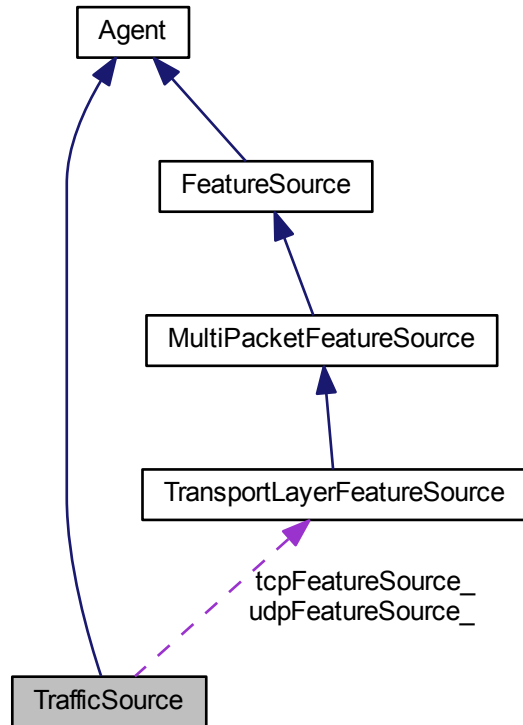 Agent
FeatureSource
MultiPacketFeatureSource
TransportLayerFeatureSource
tcpFeatureSource_
udpFeatureSource_
TrafficSource